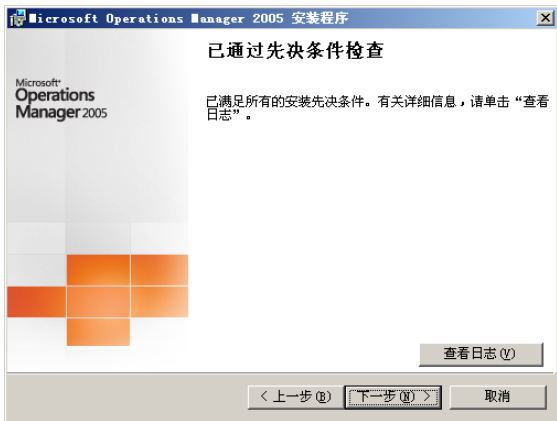 Microsoft Operations Manager 2005 安装程序
已通过先决条件检查
Microsoft
Operations
Manager 2005
已满足所有的安装先决条件。有关详细信息，请单击“查看
日志”。
查看日志(V)
< 上一步(B)
下一步(N) >
取消